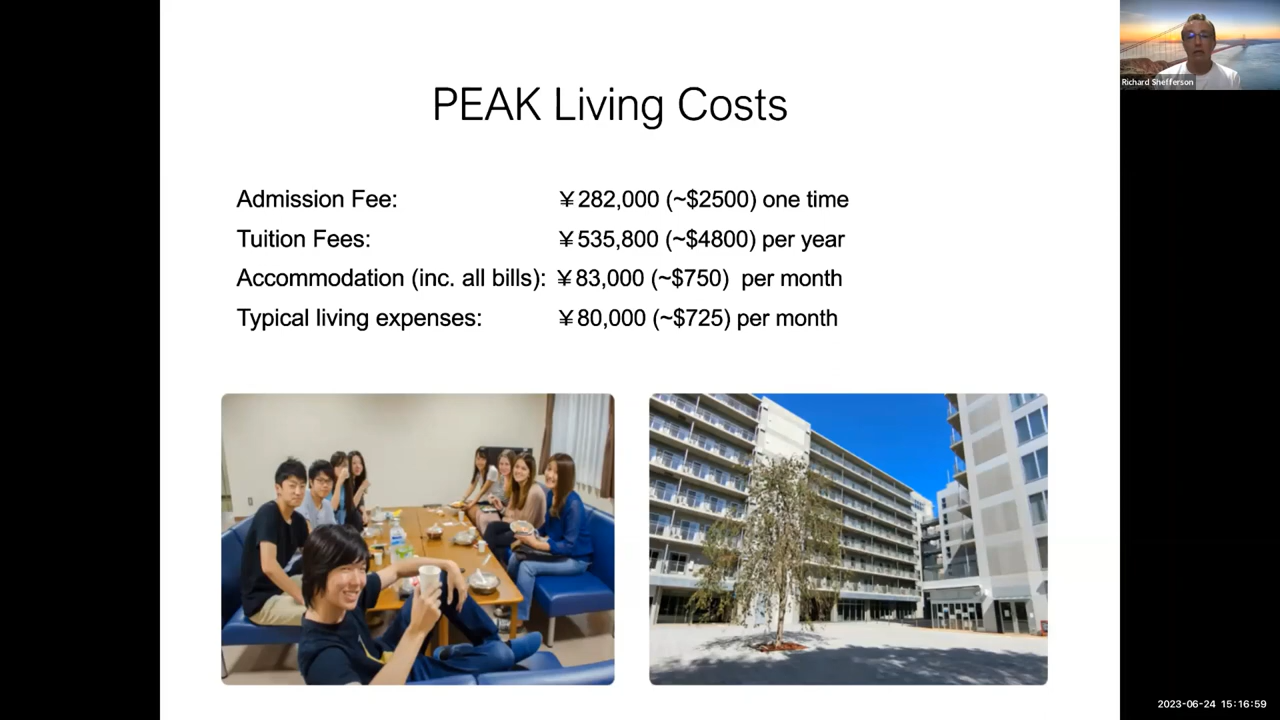 PEAK Living Costs
Admission Fee: ¥282,000 (~$2500) one time
Tuition Fees: ¥535,800 (~$4800) per year
Accommodation (inc. all bills): ¥83,000 (~$750) per month
Typical living expenses: ¥80,000 (~$725) per month
Richard Shefferson
2023-06-24 15:16:59